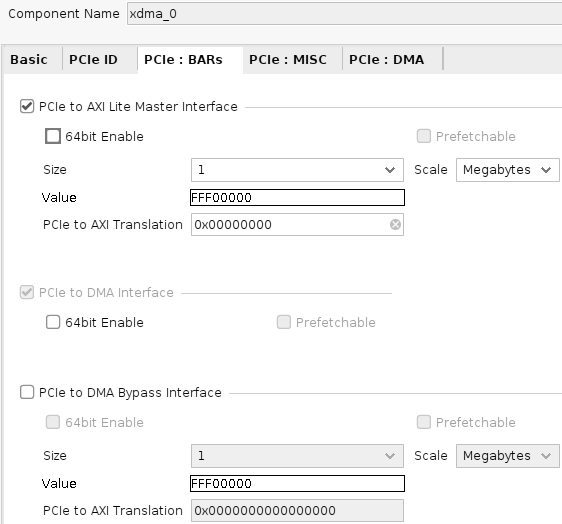 Component Name xdma_0
Basic PCIe ID PCIe : BARs PCIe : MISC PCIe : DMA
PCIe to AXI Lite Master Interface
64bit Enable Prefetchable
Size 1 Scale Megabytes
Value FFF00000
PCIe to AXI Translation 0x00000000
PCIe to DMA Interface
64bit Enable Prefetchable
PCIe to DMA Bypass Interface
64bit Enable Prefetchable
Size 1 Scale Megabytes
Value FFF00000
PCIe to AXI Translation 0x0000000000000000